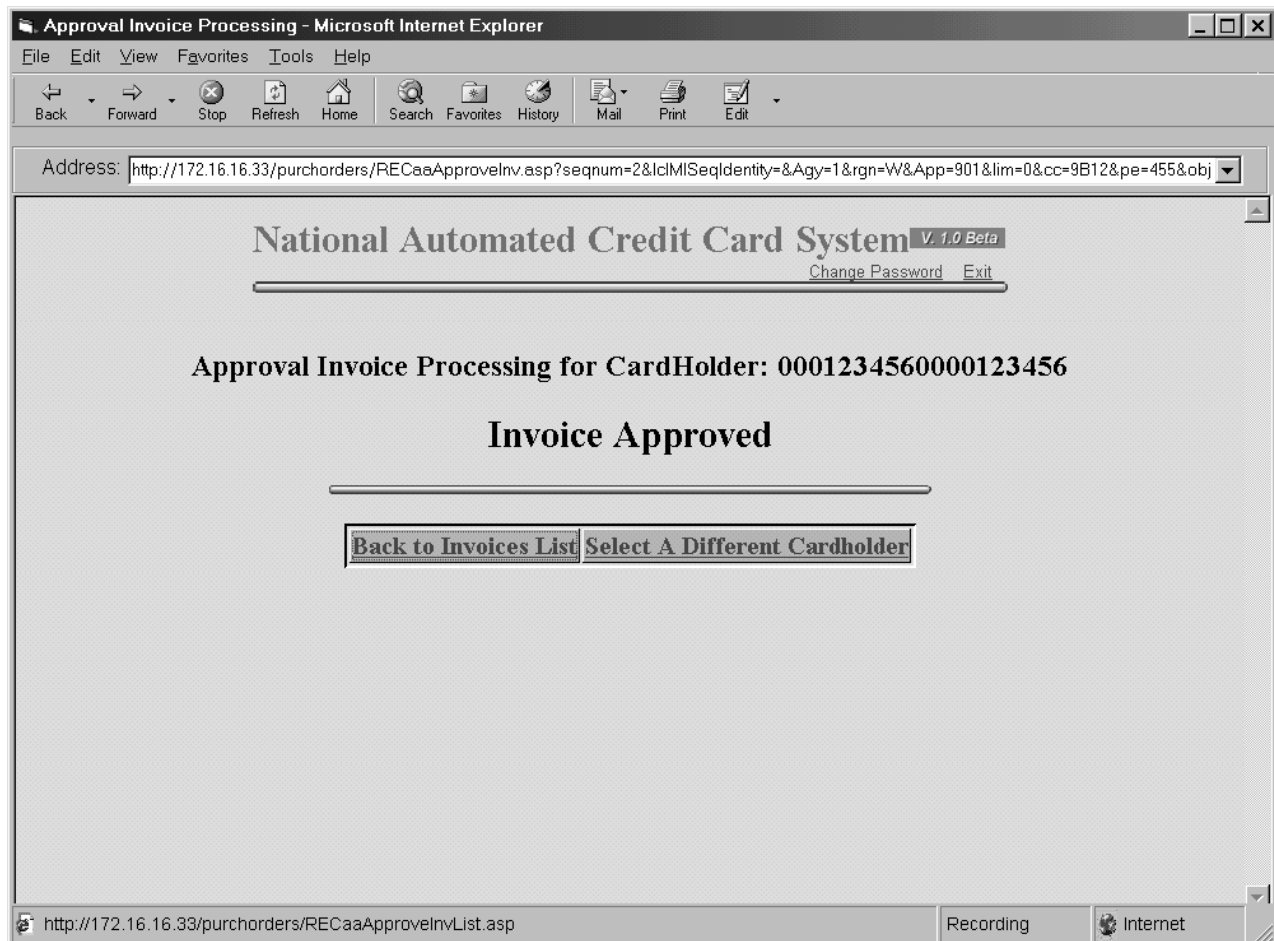 Approval Invoice Processing - Microsoft Internet Explorer
File Edit View Favorites Tools Help
Back Forward Stop Refresh Home Search Favorites History Mail Print Edit
Address: http://172.16.16.33/purchorders/RECaaApproveInv.asp?seqnum=2&lclMISeqIdentity=&Agy=1&rgn=W&App=901&lim=0&cc=9B12&pe=455&obj
National Automated Credit Card System V. 1.0 Beta
Change Password Exit
Approval Invoice Processing for CardHolder: 0001234560000123456
Invoice Approved
Back to Invoices List Select A Different Cardholder
http://172.16.16.33/purchorders/RECaaApproveInvList.asp Recording Internet